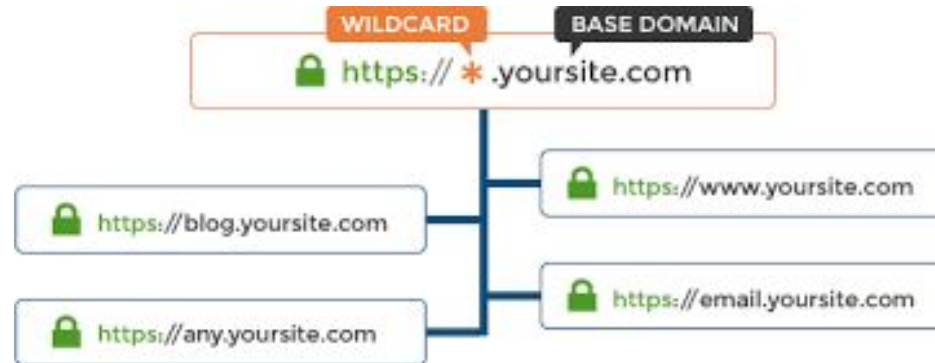 WILDCARD
BASE DOMAIN
https:// * .yoursite.com
https://www.yoursite.com
https://blog.yoursite.com
https://email.yoursite.com
https://any.yoursite.com